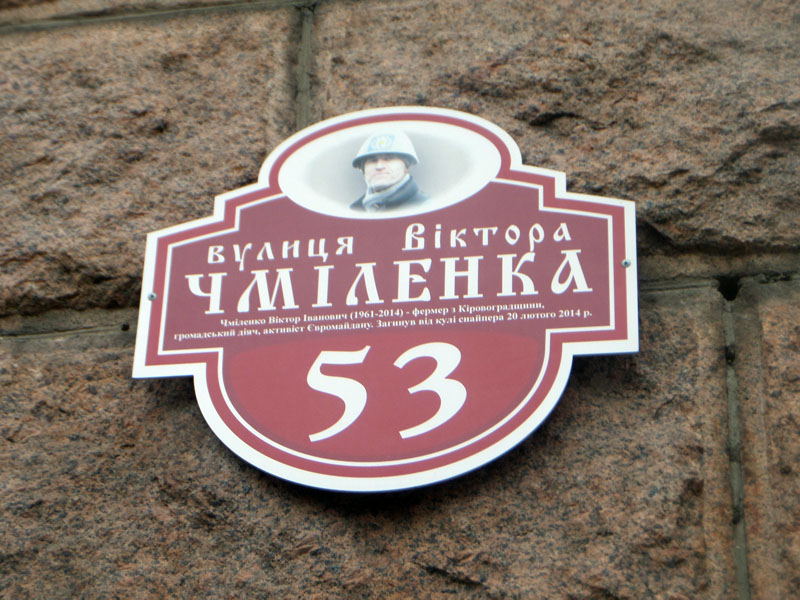 вулиця Віктора
ЧМІЛЕНКА
Чміленко Віктор Іванович (1961-2014) - фермер з Кіровоградщини,
громадський діяч, активіст Євромайдану. Загинув від кулі снайпера 20 лютого 2014 р.
53